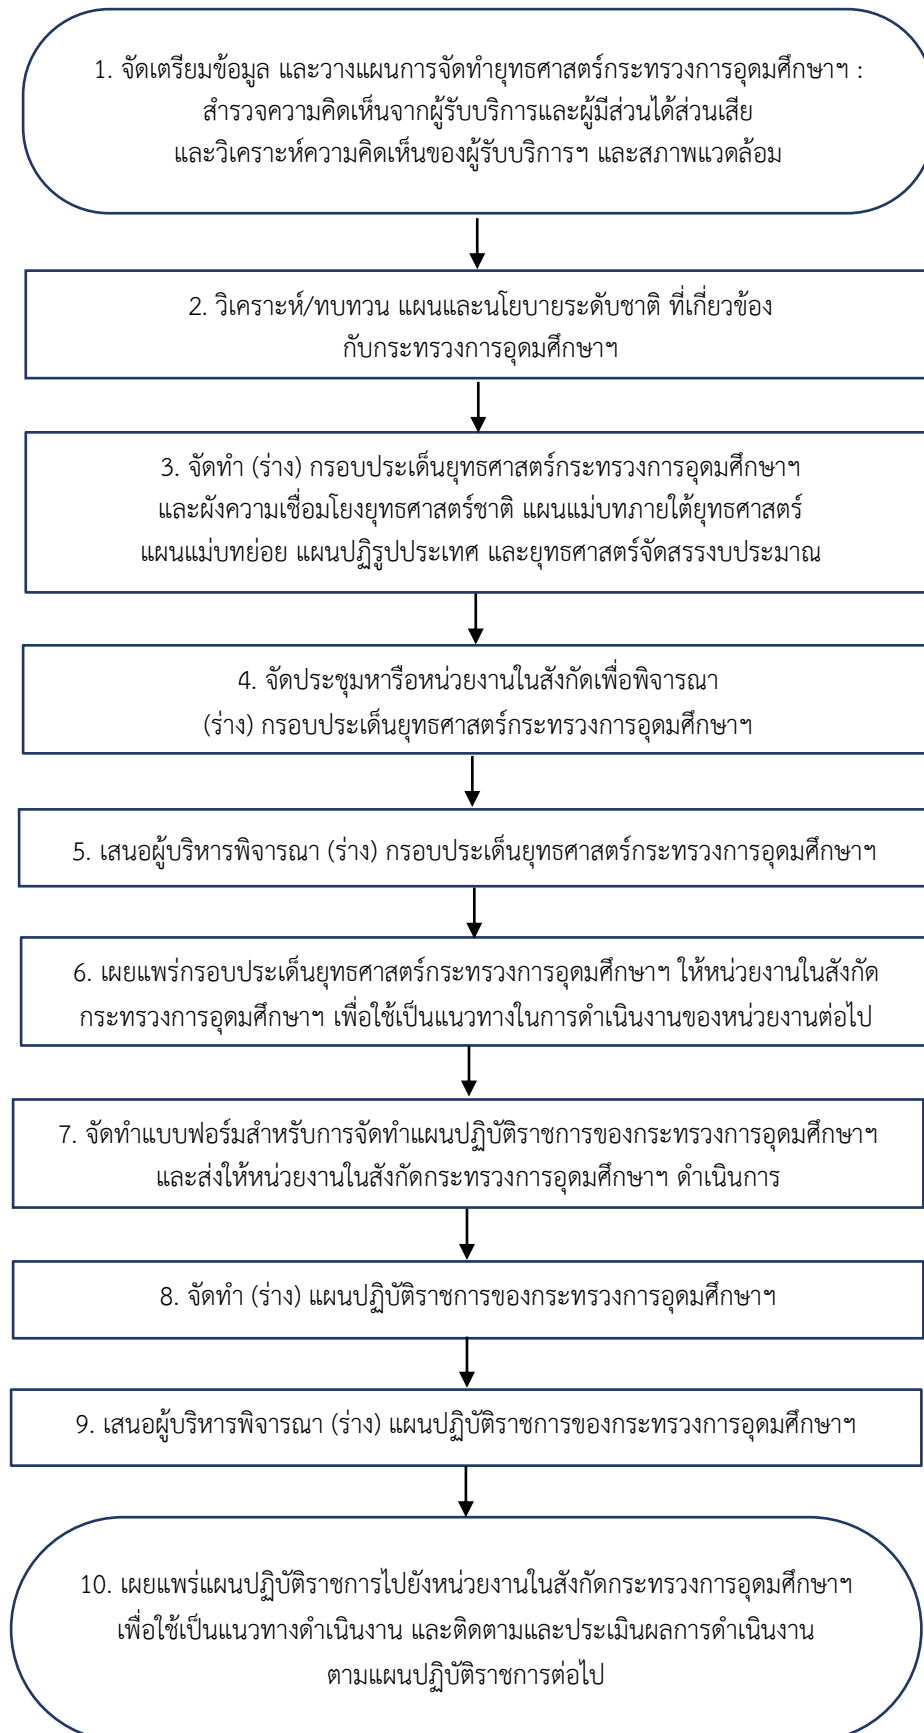 1. จัดเตรียมข้อมูล และวางแผนการจัดทำยุทธศาสตร์กระทรวงการอุดมศึกษาฯ :
สำรวจความคิดเห็นจากผู้รับบริการและผู้มีส่วนได้ส่วนเสีย
และวิเคราะห์ความคิดเห็นของผู้รับบริการฯ และสภาพแวดล้อม
2. วิเคราะห์/ทบทวน แผนและนโยบายระดับชาติ ที่เกี่ยวข้อง
กับกระทรวงการอุดมศึกษาฯ
3. จัดทำ (ร่าง) กรอบประเด็นยุทธศาสตร์กระทรวงการอุดมศึกษาฯ
และผังความเชื่อมโยงยุทธศาสตร์ชาติ แผนแม่บทภายใต้ยุทธศาสตร์
แผนแม่บทย่อย แผนปฏิรูปประเทศ และยุทธศาสตร์จัดสรรงบประมาณ
4. จัดประชุมหารือหน่วยงานในสังกัดเพื่อพิจารณา
(ร่าง) กรอบประเด็นยุทธศาสตร์กระทรวงการอุดมศึกษาฯ
5. เสนอผู้บริหารพิจารณา (ร่าง) กรอบประเด็นยุทธศาสตร์กระทรวงการอุดมศึกษาฯ
6. เผยแพร่กรอบประเด็นยุทธศาสตร์กระทรวงการอุดมศึกษาฯ ให้หน่วยงานในสังกัด
กระทรวงการอุดมศึกษาฯ เพื่อใช้เป็นแนวทางในการดำเนินงานของหน่วยงานต่อไป
7. จัดทำแบบฟอร์มสำหรับการจัดทำแผนปฏิบัติราชการของกระทรวงการอุดมศึกษาฯ
และส่งให้หน่วยงานในสังกัดกระทรวงการอุดมศึกษาฯ ดำเนินการ
8. จัดทำ (ร่าง) แผนปฏิบัติราชการของกระทรวงการอุดมศึกษาฯ
9. เสนอผู้บริหารพิจารณา (ร่าง) แผนปฏิบัติราชการของกระทรวงการอุดมศึกษาฯ
10. เผยแพร่แผนปฏิบัติราชการไปยังหน่วยงานในสังกัดกระทรวงการอุดมศึกษาฯ
เพื่อใช้เป็นแนวทางดำเนินงาน และติดตามและประเมินผลการดำเนินงาน
ตามแผนปฏิบัติราชการต่อไป